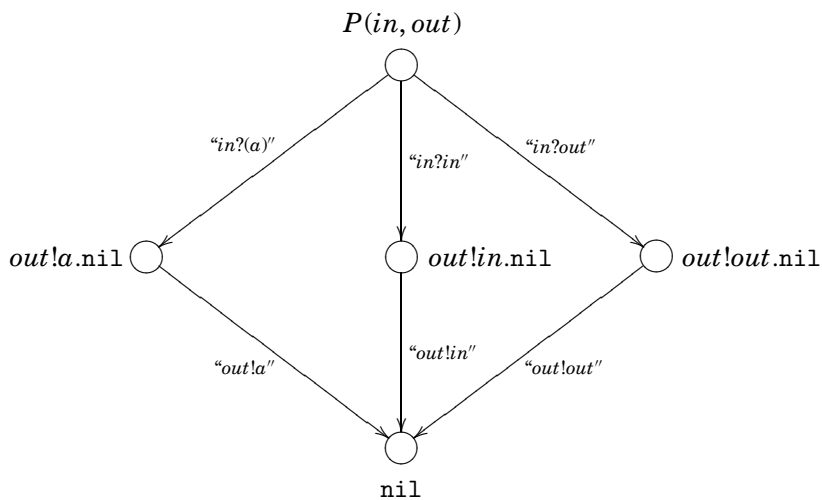 P(in, out)
“in?(a)”
“in?in”
“in?out”
out!a.nil
out!in.nil
out!out.nil
“out!a”
“out!in”
“out!out”
nil